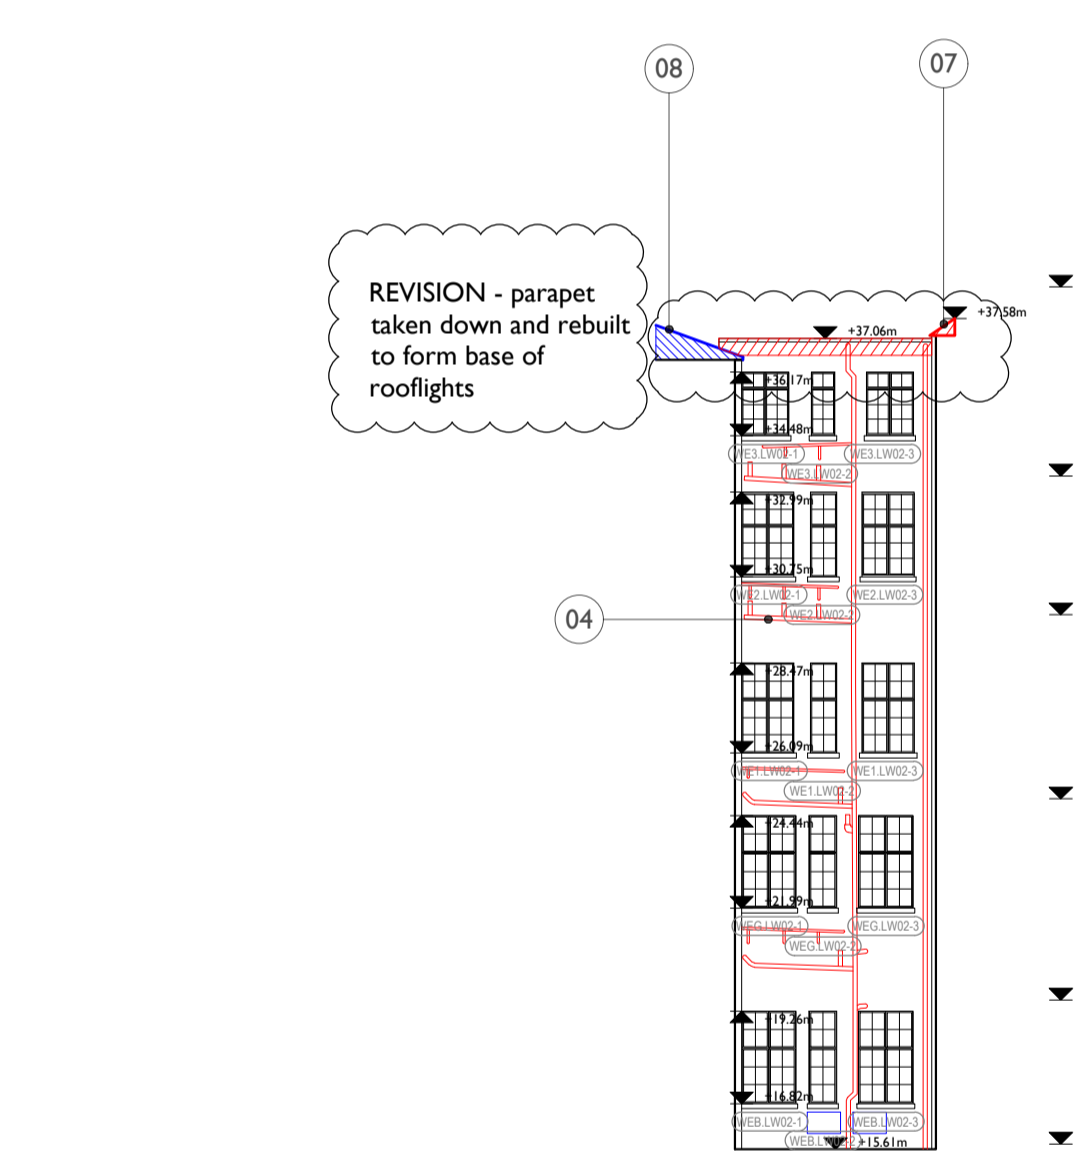 08
07
REVISION - parapet
taken down and rebuilt
to form base of
rooflights
+37.58m
+37.06m
+36.17m
+34.48m
WE3.LW02-1
WE3.LW02-3
WE3.LW02-2
+32.99m
+30.75m
WE2.LW02-1
WE2.LW02-3
WE2.LW02-2
04
+28.47m
+26.09m
WE1.LW02-1
WE1.LW02-3
WE1.LW02-2
+24.44m
+21.99m
WEG.LW02-1
WEG.LW02-3
WEG.LW02-2
+19.26m
+16.82m
WEB.LW02-1
WEB.LW02-3
WEB.LW02-2
+15.61m